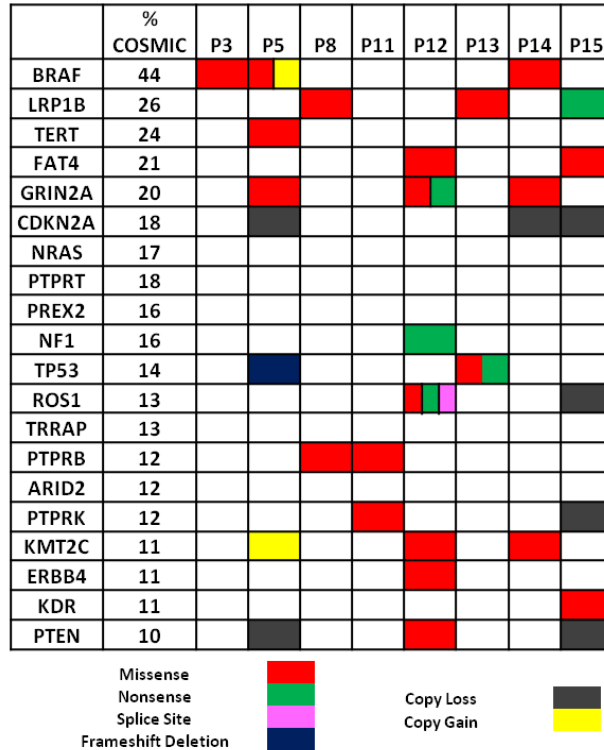 % COSMIC P3 P5 P8 P11 P12 P13 P14 P15
BRAF 44
LRP1B 26
TERT 24
FAT4 21
GRIN2A 20
CDKN2A 18
NRAS 17
PTPRT 18
PREX2 16
NF1 16
TP53 14
ROS1 13
TRRAP 13
PTPRB 12
ARID2 12
PTPRK 12
KMT2C 11
ERBB4 11
KDR 11
PTEN 10
Missense
Nonsense Copy Loss
Splice Site Copy Gain
Frameshift Deletion